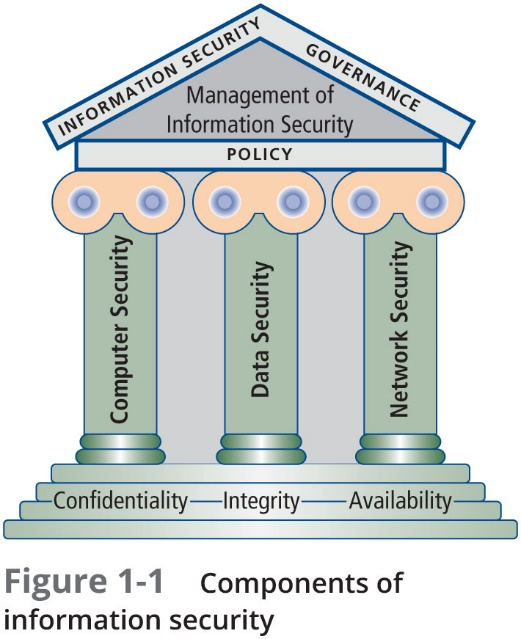 INFORMATION SECURITY
GOVERNANCE
Management of
Information Security
POLICY
Computer Security
Data Security
Network Security
Confidentiality—Integrity—Availability
Figure 1-1 Components of
information security